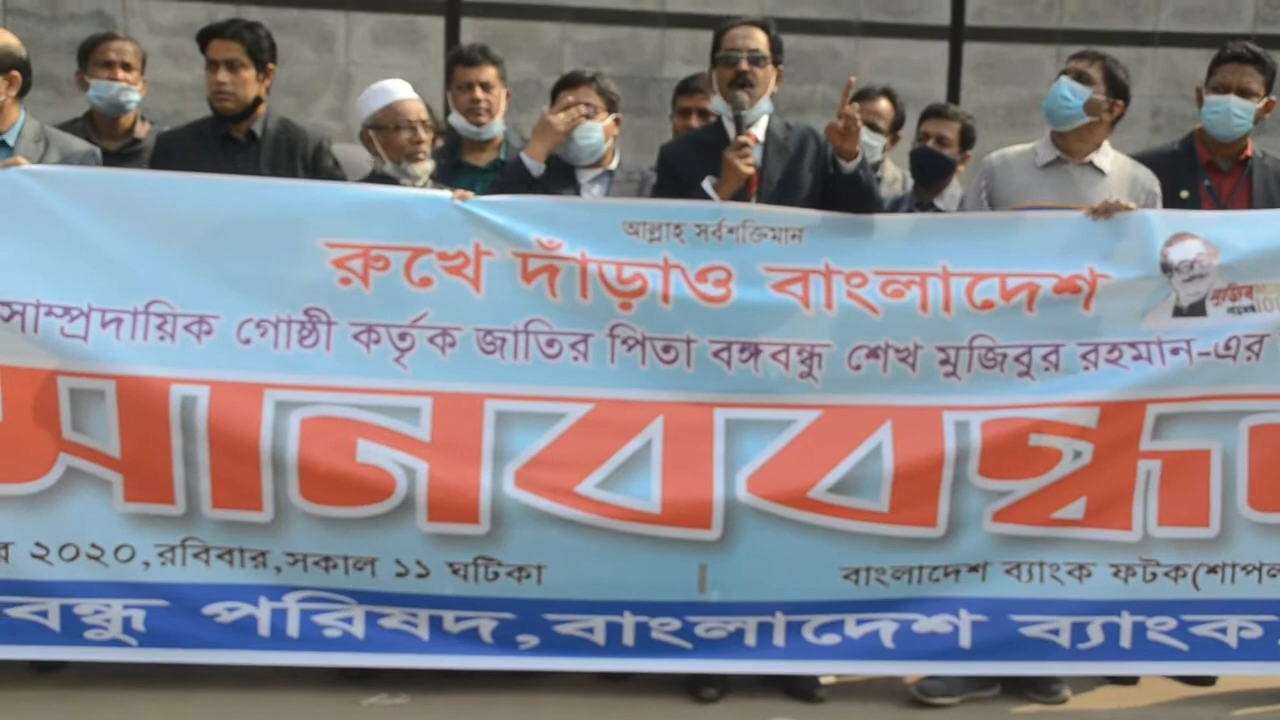 আল্লাহ সর্বশক্তিমান
রুখে দাঁড়াও বাংলাদেশ
সাম্প্রদায়িক গোষ্ঠী কর্তৃক জাতির পিতা বঙ্গবন্ধু শেখ মুজিবুর রহমান-এর
মানববন্ধন
২০২০,রবিবার,সকাল ১১ ঘটিকা | বাংলাদেশ ব্যাংক ফটক(শাপল
বন্ধু পরিষদ,বাংলাদেশ ব্যাংক